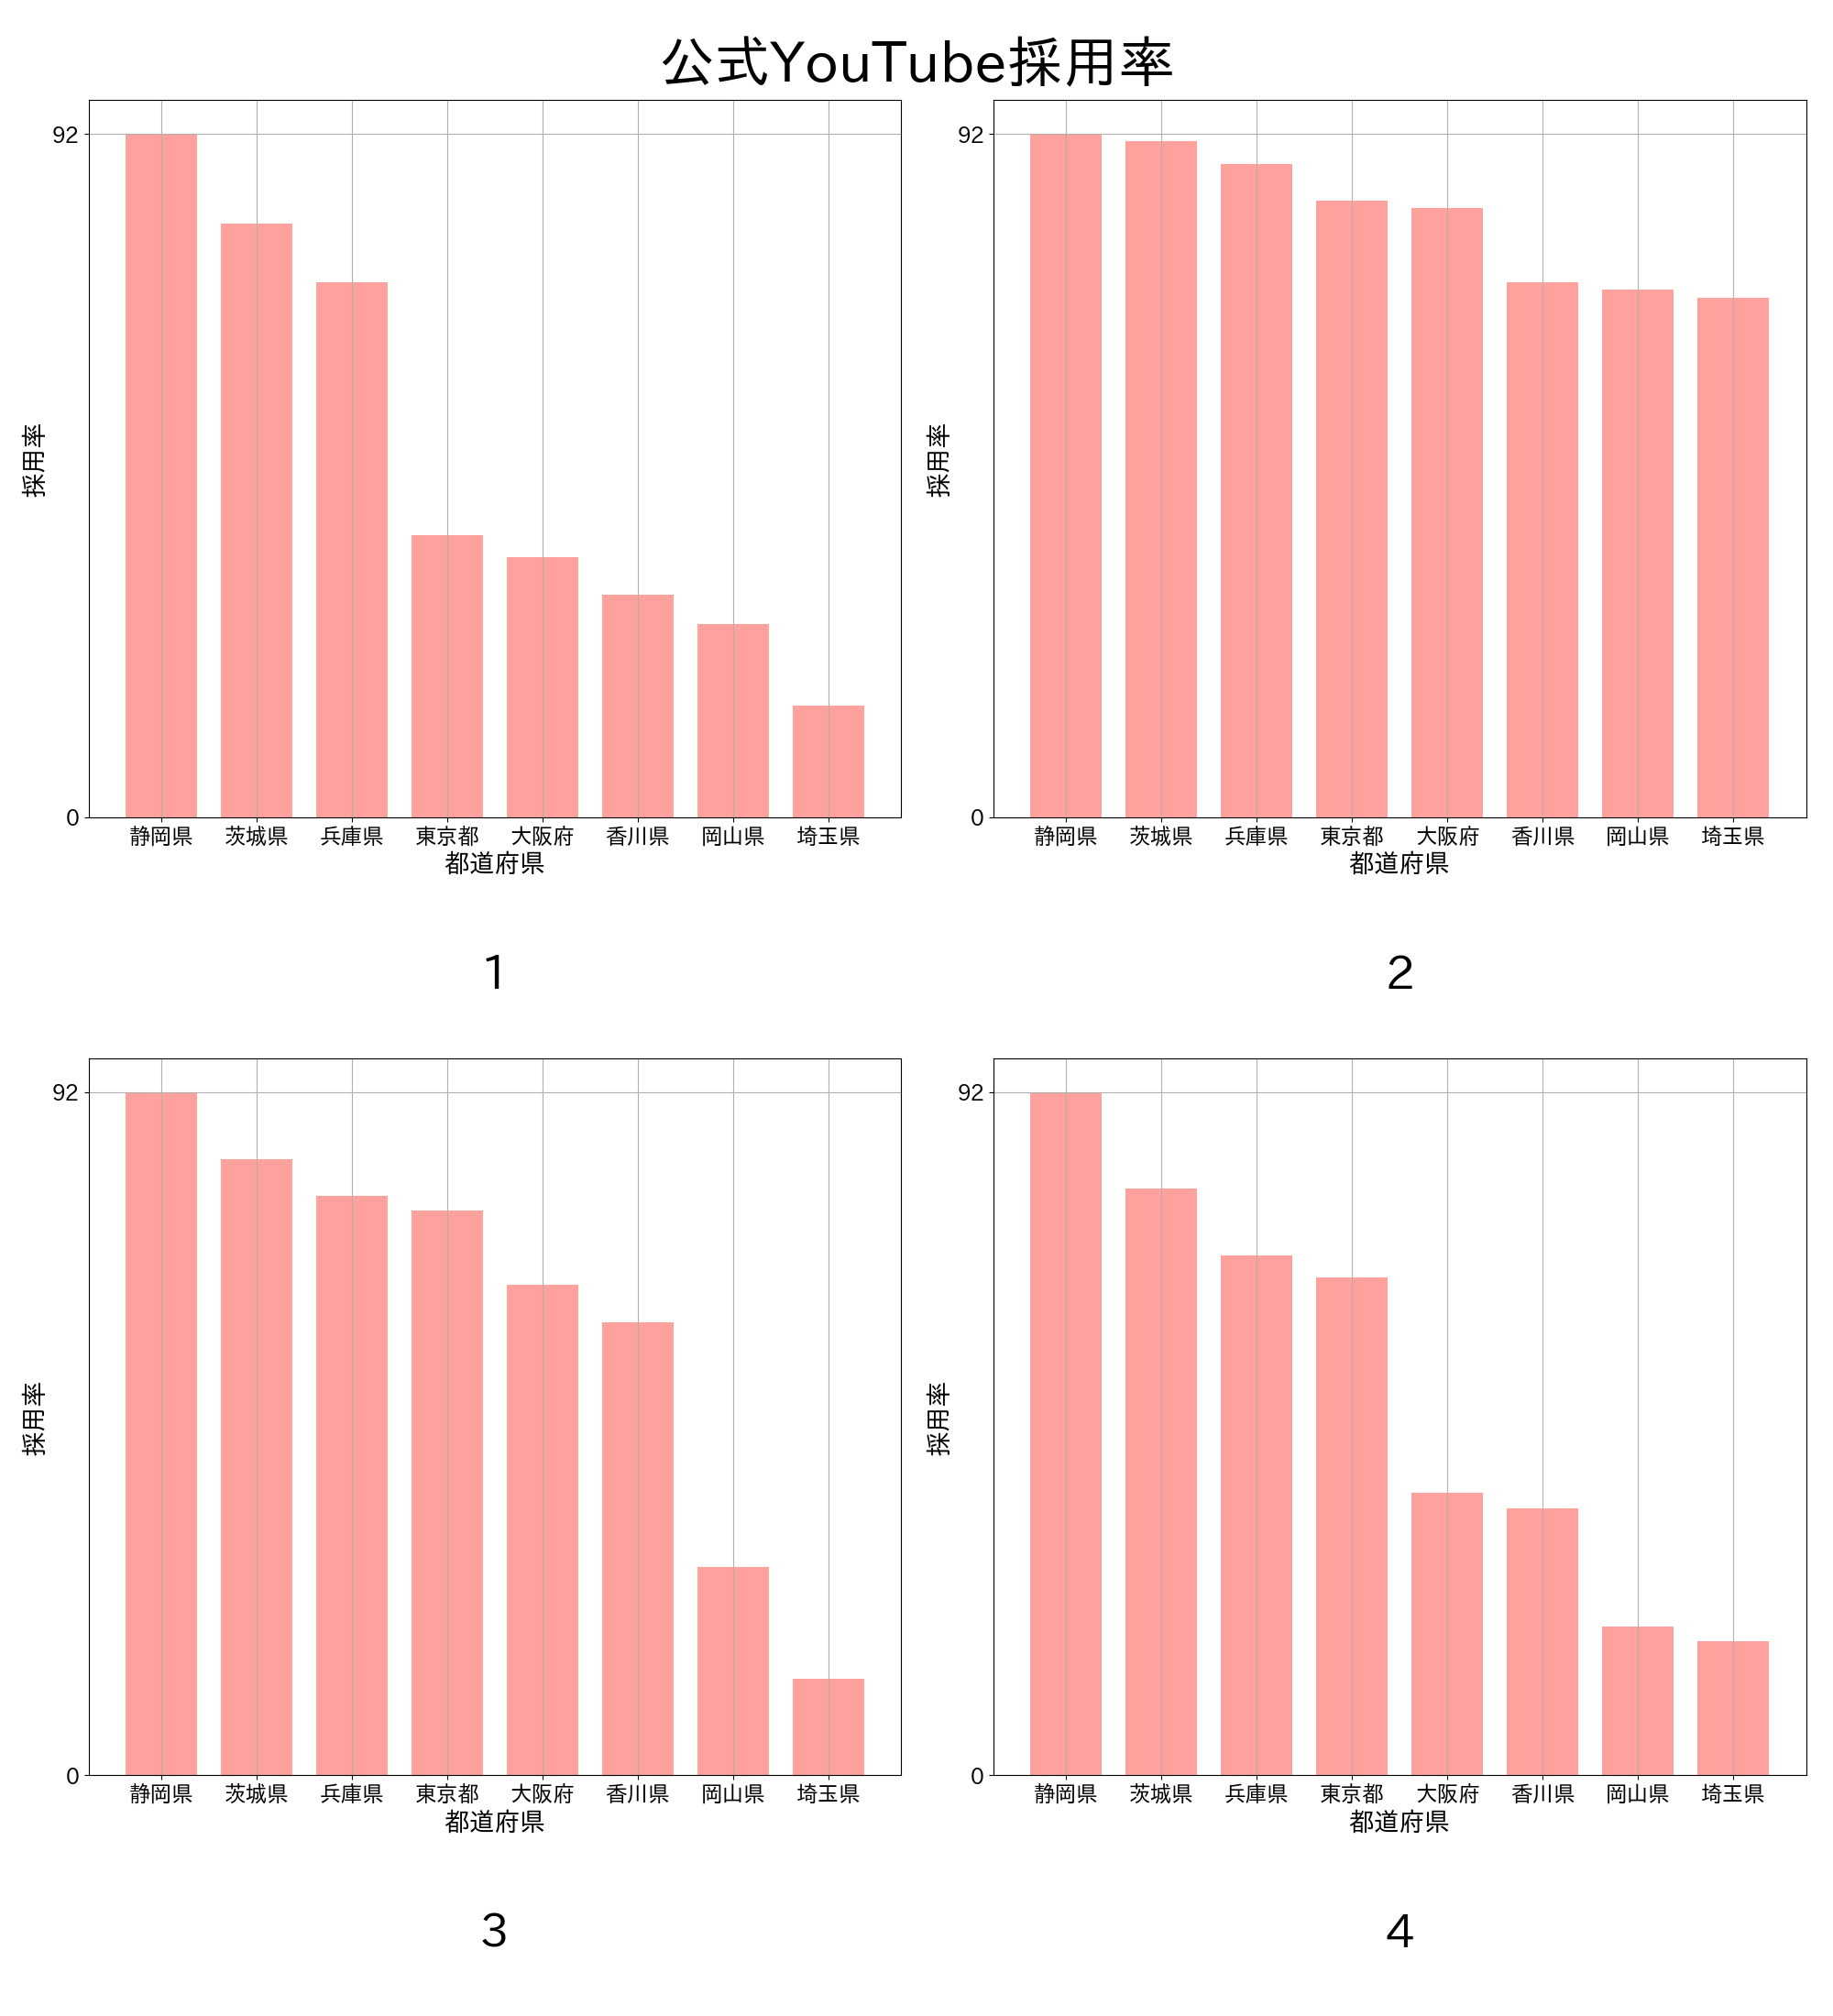 公式YouTube採用率
92
0
採用率
静岡県 茨城県 兵庫県 東京都 大阪府 香川県 岡山県 埼玉県
都道府県
1
92
0
採用率
静岡県 茨城県 兵庫県 東京都 大阪府 香川県 岡山県 埼玉県
都道府県
2
92
0
採用率
静岡県 茨城県 兵庫県 東京都 大阪府 香川県 岡山県 埼玉県
都道府県
3
92
0
採用率
静岡県 茨城県 兵庫県 東京都 大阪府 香川県 岡山県 埼玉県
都道府県
4